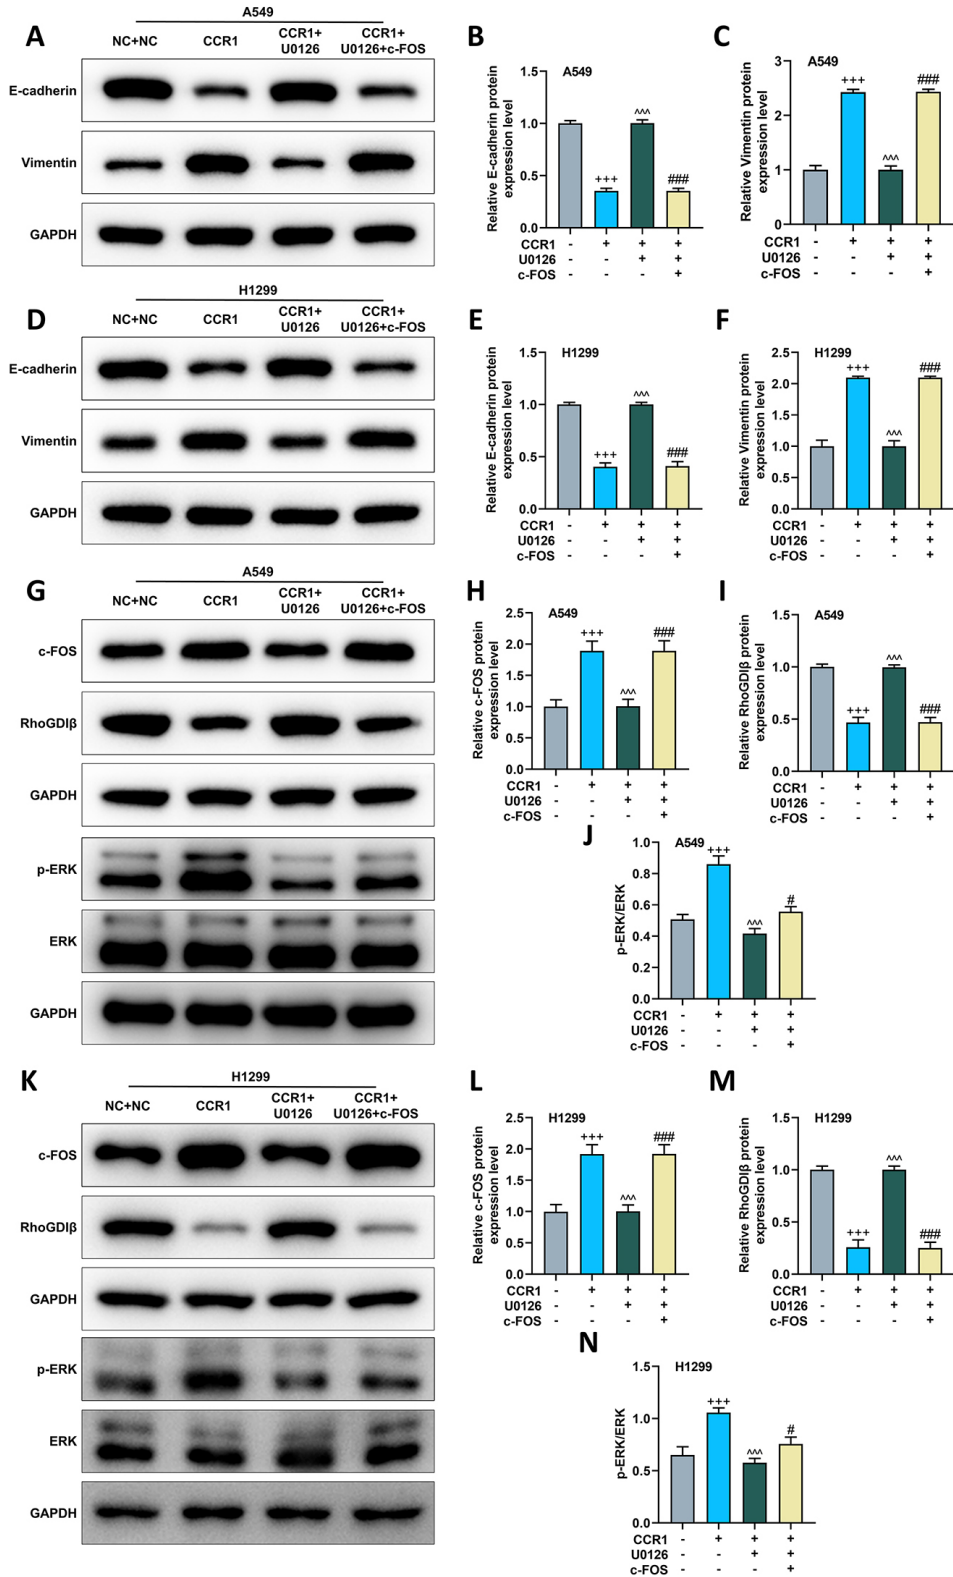 A
A549
NC+NC
CCR1
CCR1+
U0126
CCR1+
U0126+c-FOS
E-cadherin
Vimentin
GAPDH
B
A549
Relative E-cadherin protein
expression level
1.5
1.0
0.5
0.0
+++
^^^
###
CCR1 - + + +
U0126 - - + +
c-FOS - - - +
C
A549
Relative Vimentin protein
expression level
3
2
1
0
+++
^^^
###
CCR1 - + + +
U0126 - - + +
c-FOS - - - +
D
H1299
NC+NC
CCR1
CCR1+
U0126
CCR1+
U0126+c-FOS
E-cadherin
Vimentin
GAPDH
E
H1299
Relative E-cadherin protein
expression level
1.5
1.0
0.5
0.0
+++
^^^
###
CCR1 - + + +
U0126 - - + +
c-FOS - - - +
F
H1299
Relative Vimentin protein
expression level
2.5
2.0
1.5
1.0
0.5
0.0
+++
^^^
###
CCR1 - + + +
U0126 - - + +
c-FOS - - - +
G
A549
NC+NC
CCR1
CCR1+
U0126
CCR1+
U0126+c-FOS
c-FOS
RhoGDIβ
GAPDH
p-ERK
ERK
GAPDH
H
A549
Relative c-FOS protein
expression level
2.5
2.0
1.5
1.0
0.5
0.0
+++
^^^
###
CCR1 - + + +
U0126 - - + +
c-FOS - - - +
I
A549
Relative RhoGDIβ protein
expression level
1.5
1.0
0.5
0.0
+++
^^^
###
CCR1 - + + +
U0126 - - + +
c-FOS - - - +
J
A549
p-ERK/ERK
1.0
0.8
0.6
0.4
0.2
0.0
+++
^^^
#
CCR1 - + + +
U0126 - - + +
c-FOS - - - +
K
H1299
NC+NC
CCR1
CCR1+
U0126
CCR1+
U0126+c-FOS
c-FOS
RhoGDIβ
GAPDH
p-ERK
ERK
GAPDH
L
H1299
Relative c-FOS protein
expression level
2.5
2.0
1.5
1.0
0.5
0.0
+++
^^^
###
CCR1 - + + +
U0126 - - + +
c-FOS - - - +
M
H1299
Relative RhoGDIβ protein
expression level
1.5
1.0
0.5
0.0
+++
^^^
###
CCR1 - + + +
U0126 - - + +
c-FOS - - - +
N
H1299
p-ERK/ERK
1.5
1.0
0.5
0.0
+++
^^^
#
CCR1 - + + +
U0126 - - + +
c-FOS - - - +